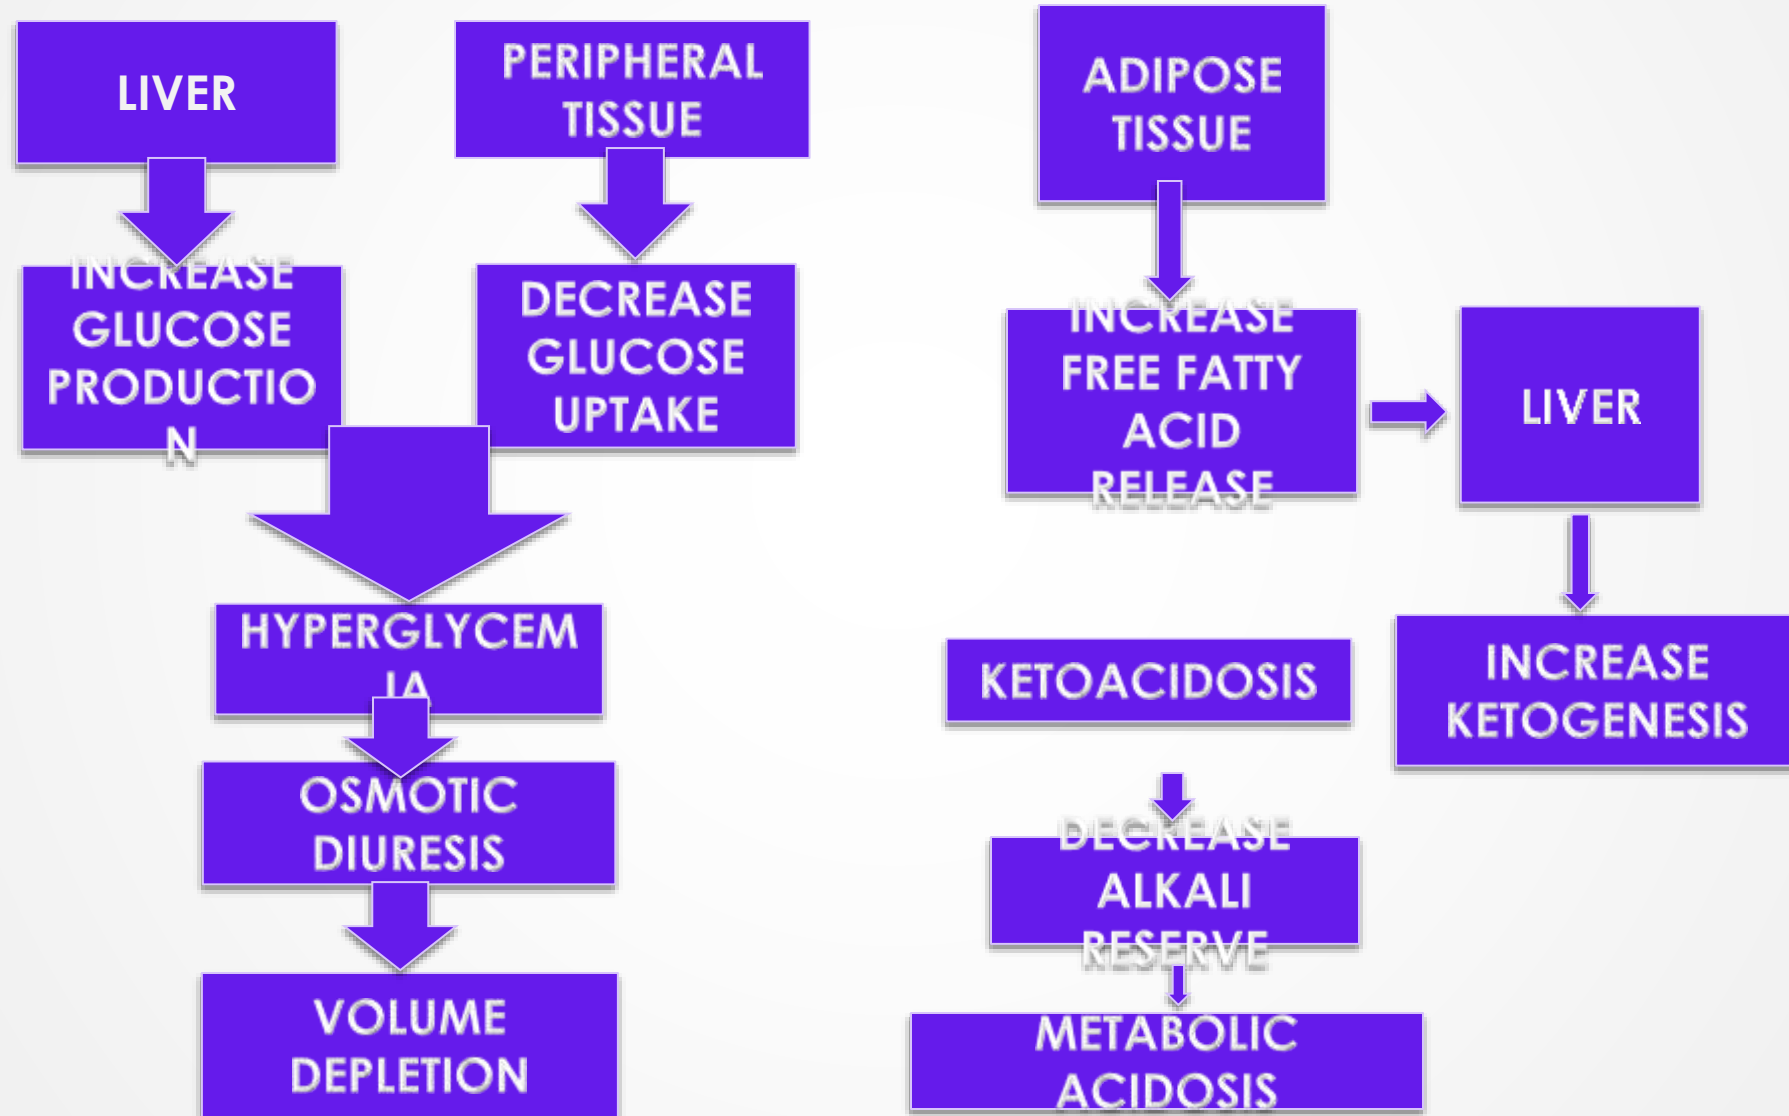 LIVER
PERIPHERAL
TISSUE
ADIPOSE
TISSUE
INCREASE
GLUCOSE
PRODUCTIO
N
DECREASE
GLUCOSE
UPTAKE
INCREASE
FREE FATTY
ACID
RELEASE
LIVER
HYPERGLYCEM
IA
KETOACIDOSIS
INCREASE
KETOGENESIS
OSMOTIC
DIURESIS
DECREASE
ALKALI
RESERVE
VOLUME
DEPLETION
METABOLIC
ACIDOSIS